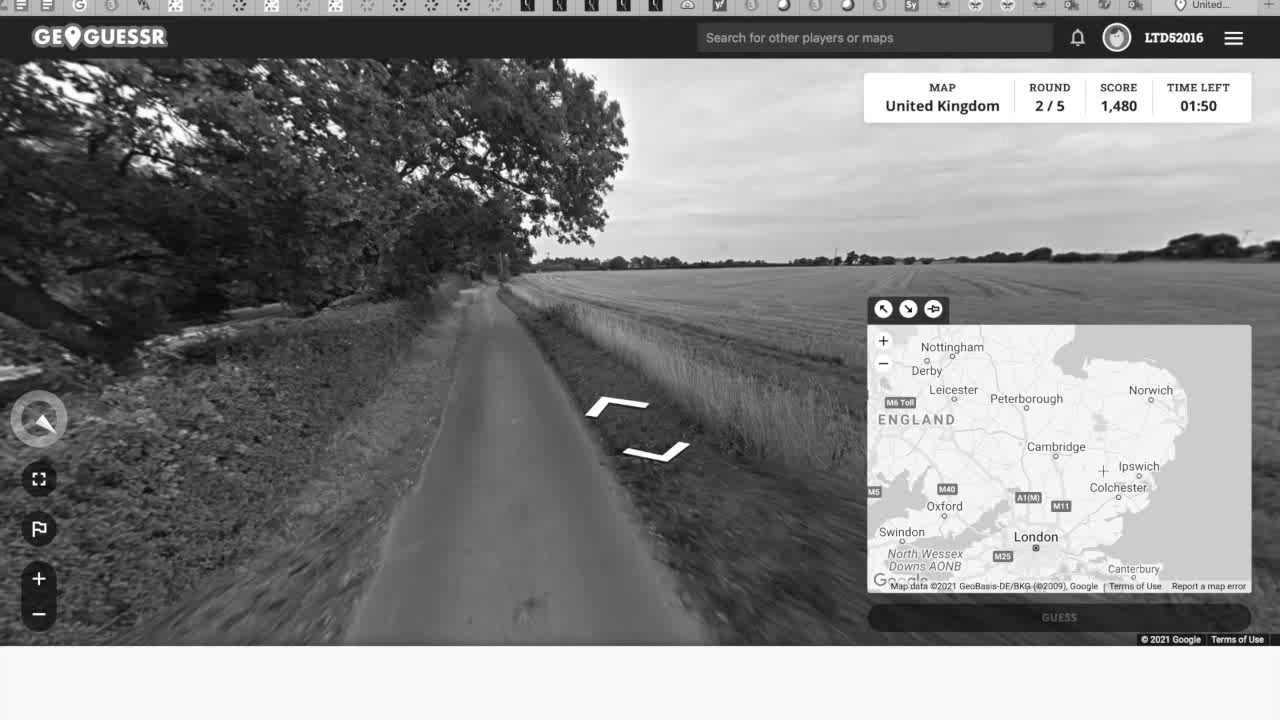 United...
GEOGUESSR
Search for other players or maps
LTD52016
MAP
United Kingdom
ROUND
2 / 5
SCORE
1,480
TIME LEFT
01:50
Nottingham
Derby
Leicester
Peterborough
Norwich
M6 Toll
ENGLAND
Cambridge
Ipswich
Colchester
M5
M40
A1(M)
M11
Oxford
Swindon
London
North Wessex
Downs AONB
M25
Canterbury
Google
Map data ©2021 GeoBasis-DE/BKG (©2009), Google
Terms of Use
Report a map error
GUESS
© 2021 Google
Terms of Use